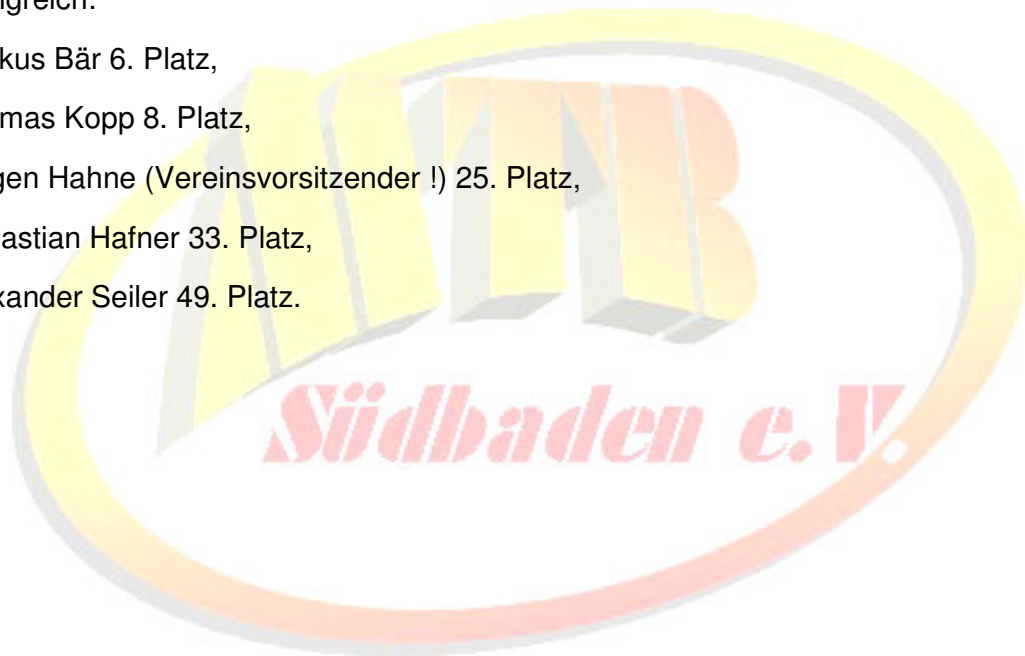 ngreich:
kus Bär 6. Platz,
mas Kopp 8. Platz,
gen Hahne (Vereinsvorsitzender !) 25. Platz,
astian Hafner 33. Platz,
xander Seiler 49. Platz.
MTB
Südbaden e. V.